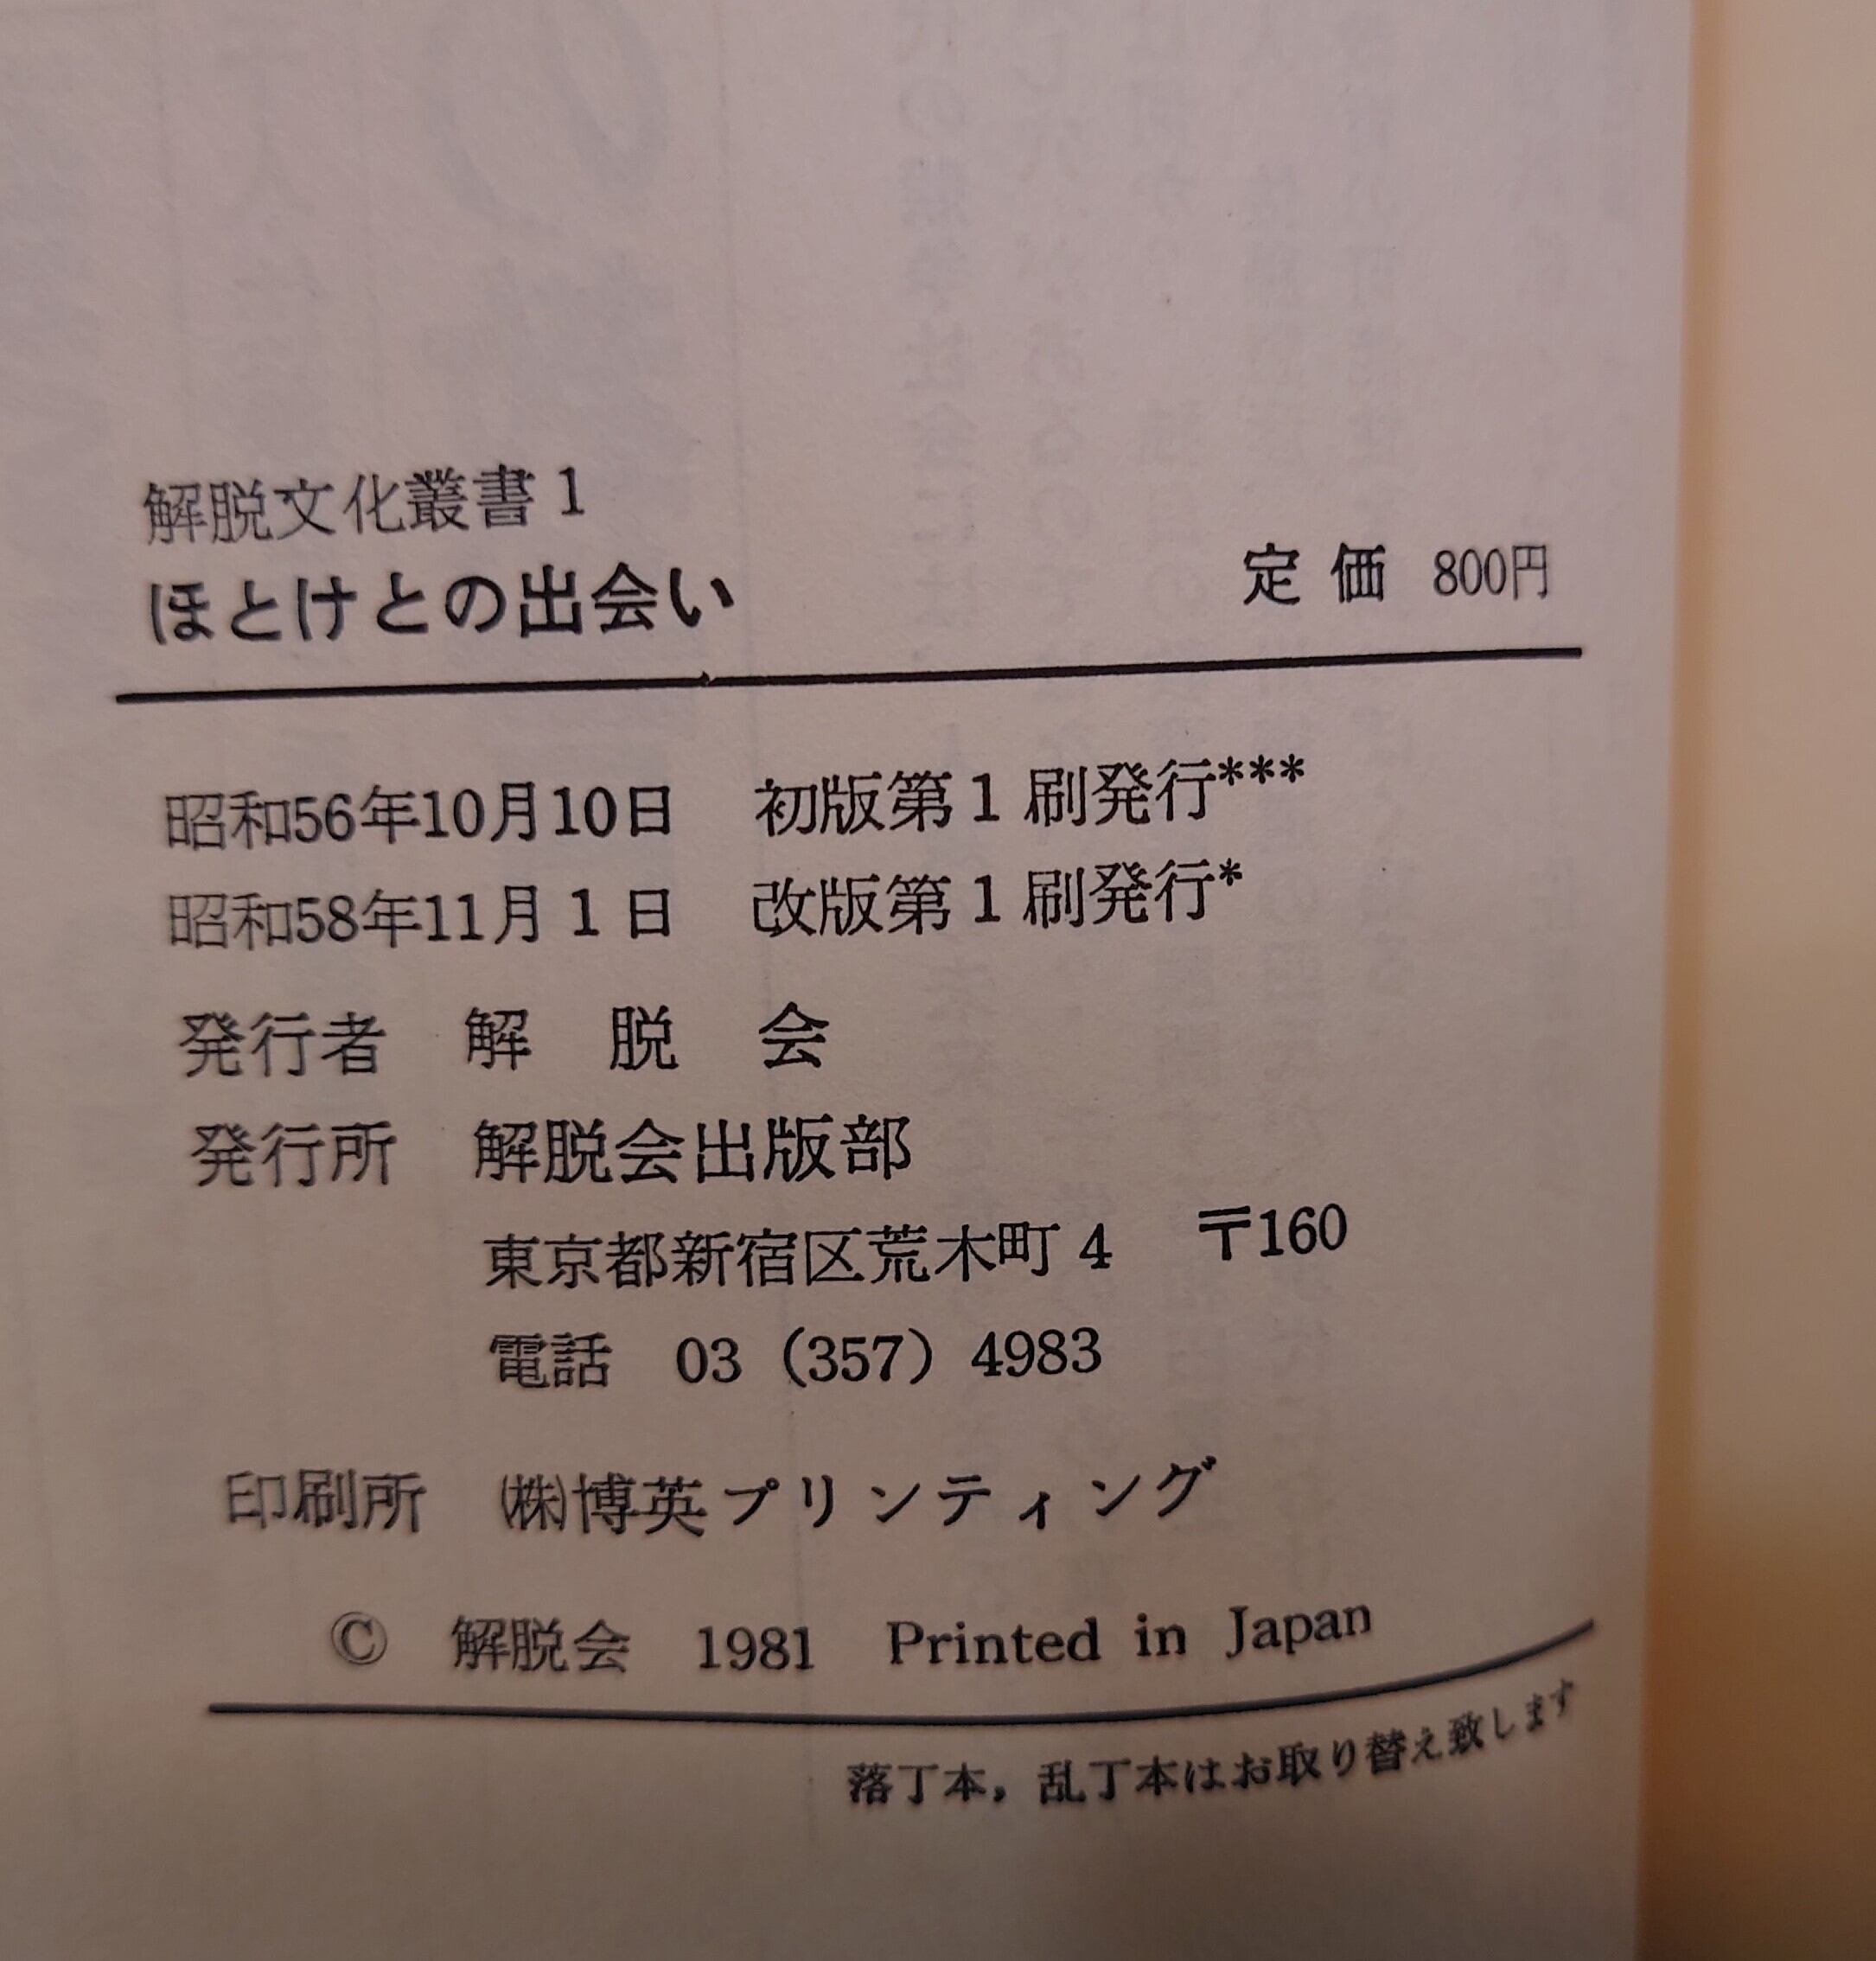 解脱文化叢書1
ほとけとの出会い　定価 800円
昭和56年10月10日　初版第1刷発行***
昭和58年11月1日　改版第1刷発行*
発行者　解　脱　会
発行所　解脱会出版部
東京都新宿区荒木町4　〒160
電話　03（357）4983
印刷所　㈱博英プリンティング
©　解脱会　1981　Printed in Japan
落丁本，乱丁本はお取り替え致します